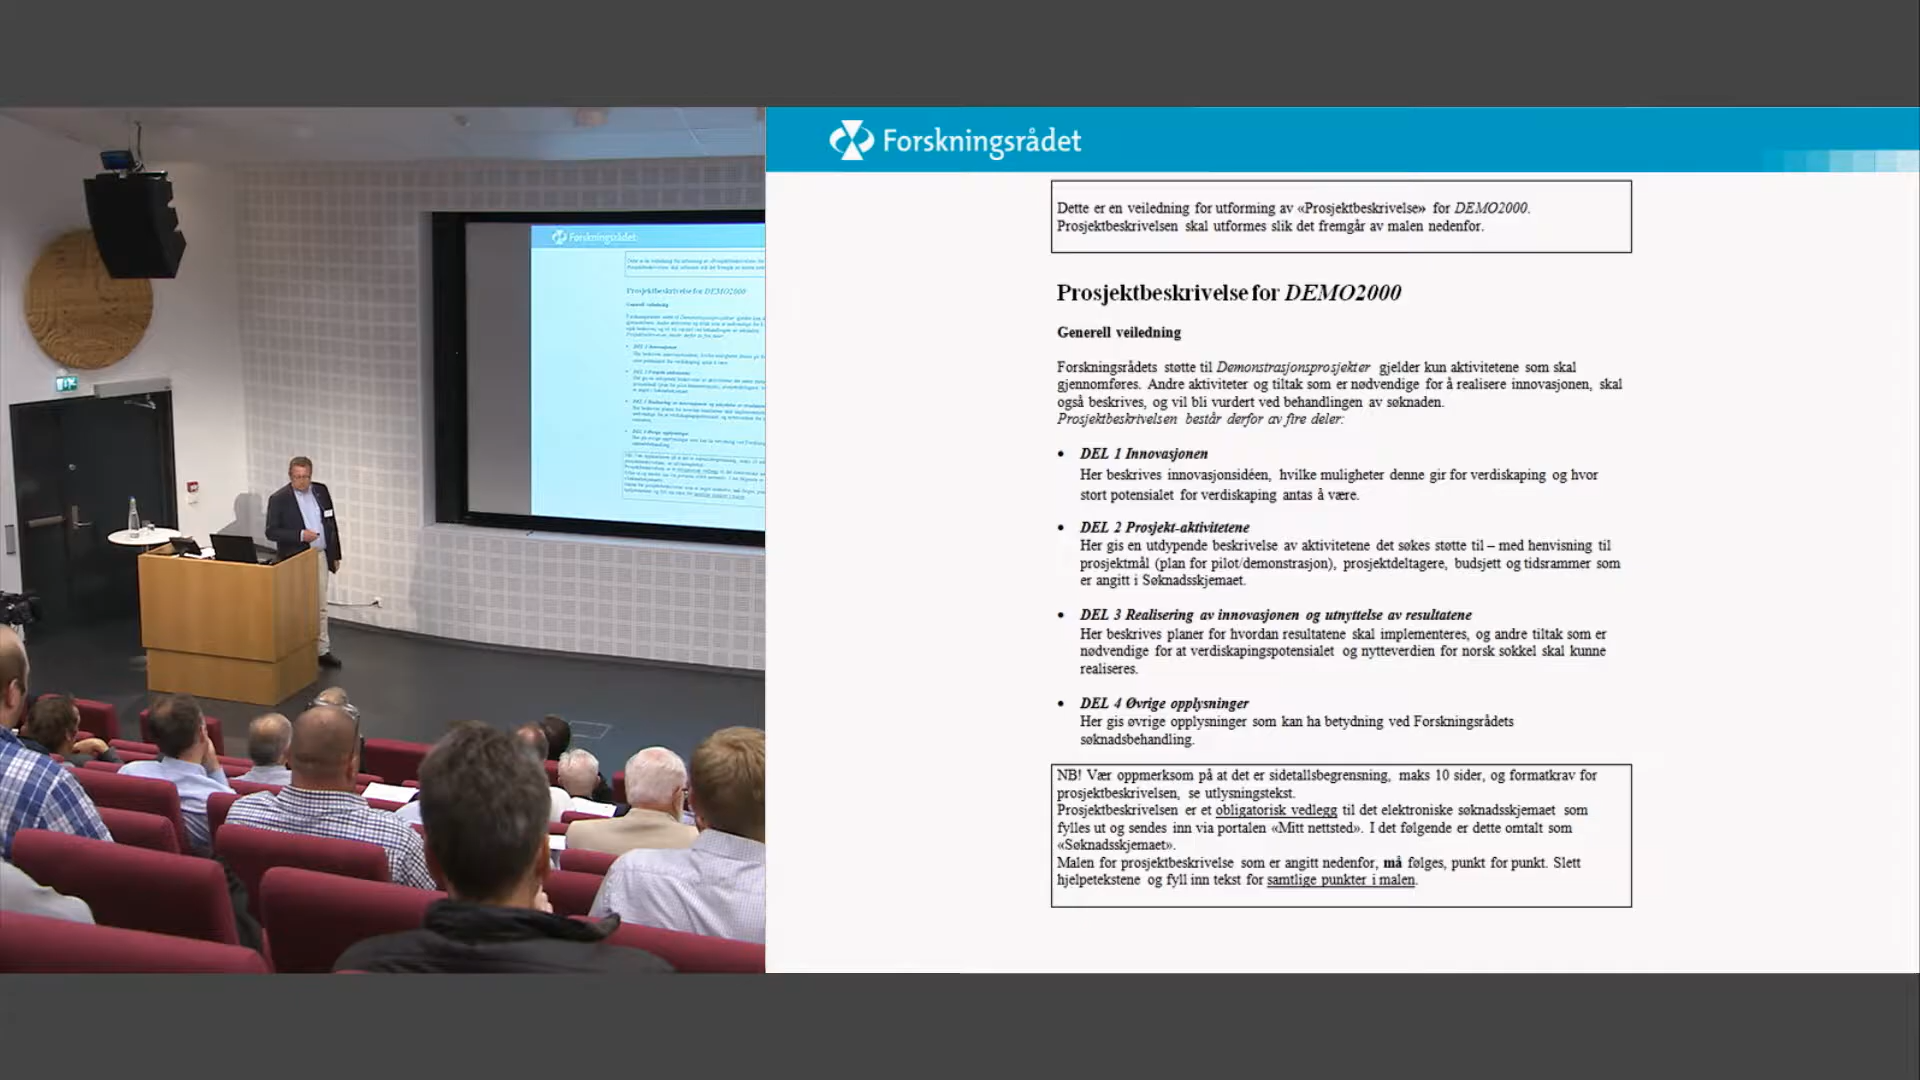 Forskningsrådet
Dette er en veiledning for utforming av «Prosjektbeskrivelse» for DEMO2000.
Prosjektbeskrivelsen skal utformes slik det fremgår av malen nedenfor.
Prosjektbeskrivelse for DEMO2000
Generell veiledning
Forskningsrådets støtte til Demonstrasjonsprosjekter gjelder kun aktivitetene som skal
gjennomføres. Andre aktiviteter og tiltak som er nødvendige for å realisere innovasjonen, skal
også beskrives, og vil bli vurdert ved behandlingen av søknaden.
Prosjektbeskrivelsen består derfor av fire deler:
• DEL 1 Innovasjonen
Her beskrives innovasjonsidéen, hvilke muligheter denne gir for verdiskaping og hvor
stort potensialet for verdiskaping antas å være.
• DEL 2 Prosjekt-aktivitetene
Her gis en utdypende beskrivelse av aktivitetene det søkes støtte til – med henvisning til
prosjektmål (plan for pilot/demonstrasjon), prosjektdeltagere, budsjett og tidsrammer som
er angitt i Søknadsskjemaet.
• DEL 3 Realisering av innovasjonen og utnyttelse av resultatene
Her beskrives planer for hvordan resultatene skal implementeres, og andre tiltak som er
nødvendige for at verdiskapingspotensialet og nytteverdien for norsk sokkel skal kunne
realiseres.
• DEL 4 Øvrige opplysninger
Her gis øvrige opplysninger som kan ha betydning ved Forskningsrådets
søknadsbehandling.
NB! Vær oppmerksom på at det er sidetallsbegrensning, maks 10 sider, og formatkrav for
prosjektbeskrivelsen, se utlysningstekst.
Prosjektbeskrivelsen er et obligatorisk vedlegg til det elektroniske søknadsskjemaet som
fylles ut og sendes inn via portalen «Mitt nettsted». I det følgende er dette omtalt som
«Søknadsskjemaet».
Malen for prosjektbeskrivelse som er angitt nedenfor, må følges, punkt for punkt. Slett
hjelpetekstene og fyll inn tekst for samtlige punkter i malen.
Forskningsrådet
Prosjektbeskrivelse for DEMO2000